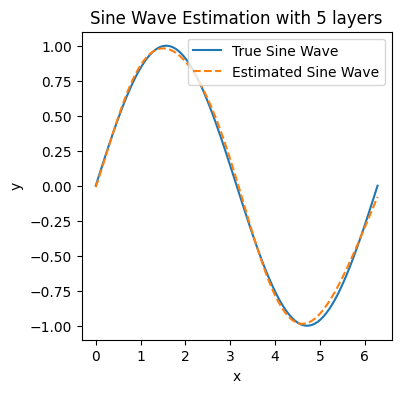 Sine Wave Estimation with 5 layers
True Sine Wave
Estimated Sine Wave
1.00
0.75
0.50
0.25
0.00
−0.25
−0.50
−0.75
−1.00
y
0 1 2 3 4 5 6
x